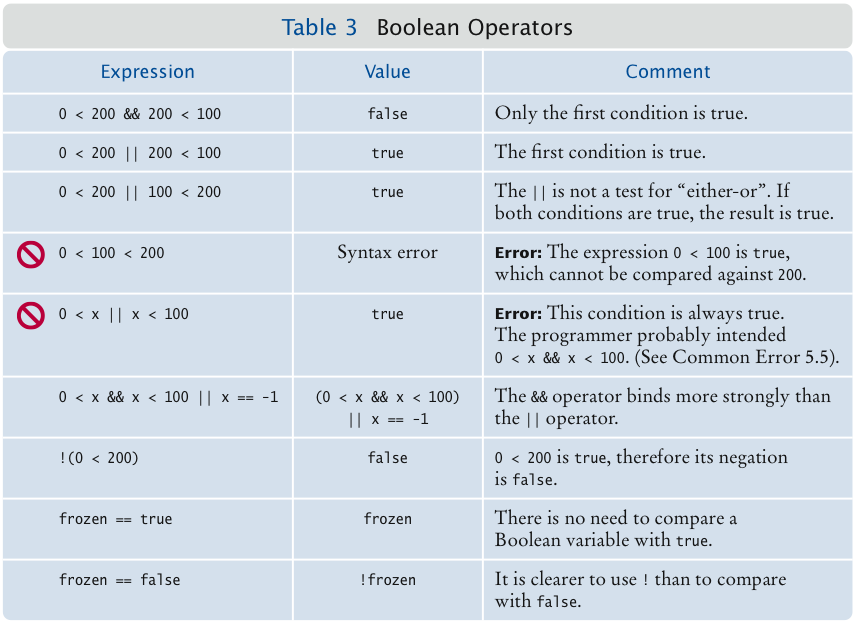 Table 3 Boolean Operators
Expression Value Comment
0 < 200 && 200 < 100 false Only the first condition is true.
0 < 200 || 200 < 100 true The first condition is true.
0 < 200 || 100 < 200 true The || is not a test for “either-or”. If
both conditions are true, the result is true.
0 < 100 < 200 Syntax error Error: The expression 0 < 100 is true,
which cannot be compared against 200.
0 < x || x < 100 true Error: This condition is always true.
The programmer probably intended
0 < x && x < 100. (See Common Error 5.5).
0 < x && x < 100 || x == -1 (0 < x && x < 100) The && operator binds more strongly than
|| x == -1 the || operator.
!(0 < 200) false 0 < 200 is true, therefore its negation
is false.
frozen == true frozen There is no need to compare a
Boolean variable with true.
frozen == false !frozen It is clearer to use ! than to compare
with false.